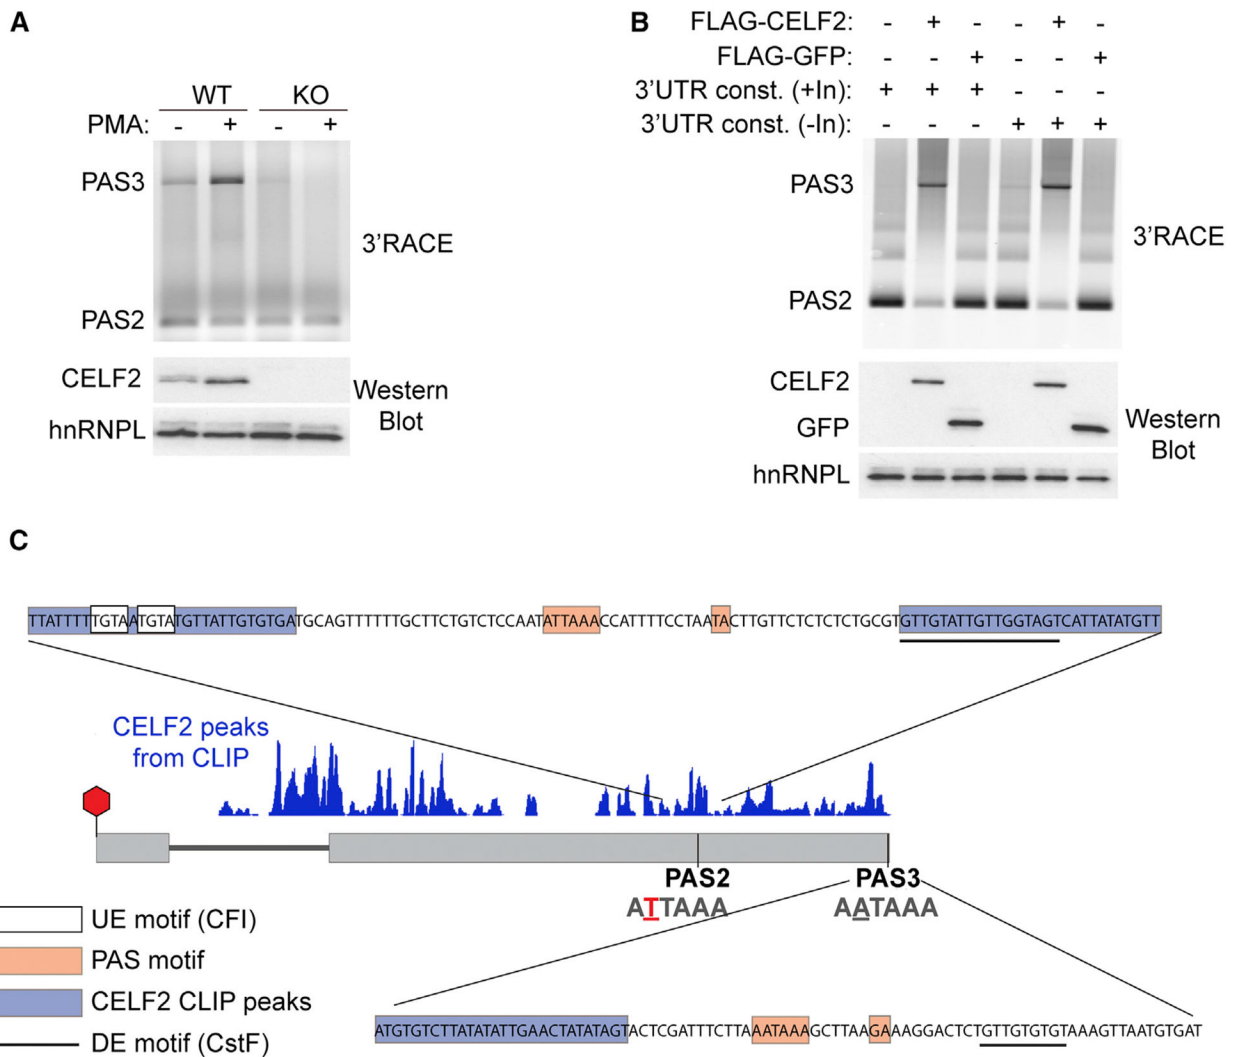 A
WT KO
PMA: - + - +
PAS3
3'RACE
PAS2
CELF2
Western
Blot
hnRNPL
B
FLAG-CELF2: - + - - + -
FLAG-GFP: - - + - - +
3'UTR const. (+In): + + + - - -
3'UTR const. (-In): - - - + + +
PAS3
3'RACE
PAS2
CELF2
GFP
Western
Blot
hnRNPL
C
TTATTTTTGTAATGTATGTTATTGTGTGATGCAGTTTTTTGCTTCTGTCTCCAATATTAAACCATTTTCCTAATACTTGTTCTCTCTCTGCGTGTTGTATTGTTGGTAGTCATTATATGTT
CELF2 peaks
from CLIP
PAS2 PAS3
ATTAAA AATAAA
UE motif (CFI)
PAS motif
CELF2 CLIP peaks
DE motif (CstF)
ATGTGTCTTATATATTGAACTATATAGTACTCGATTTCTTAAATAAAGCTTAAGAAAGGACTCTGTTGTGTGTAAAGTTAATGTGAT